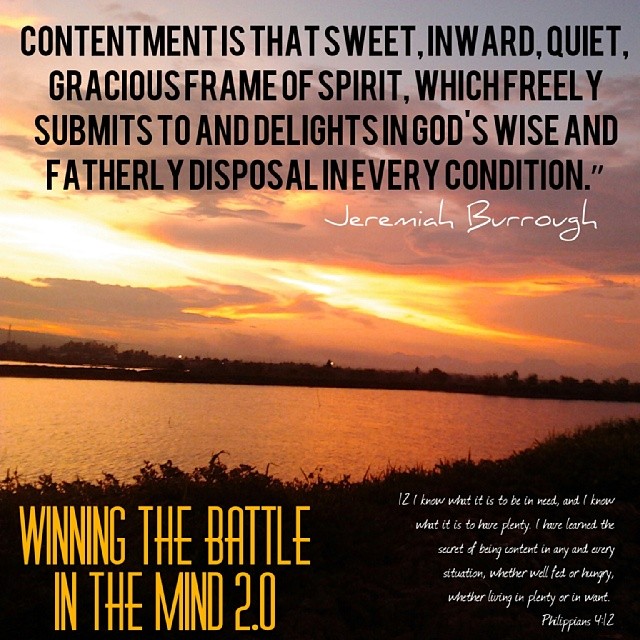 CONTENTMENT IS THAT SWEET, INWARD, QUIET,
GRACIOUS FRAME OF SPIRIT, WHICH FREELY
SUBMITS TO AND DELIGHTS IN GOD'S WISE AND
FATHERLY DISPOSAL IN EVERY CONDITION.”
Jeremiah Burrough
12 I know what it is to be in need, and I know
what it is to have plenty. I have learned the
secret of being content in any and every
situation, whether well fed or hungry,
whether living in plenty or in want.
Philippians 4:12
WINNING THE BATTLE
IN THE MIND 2.0